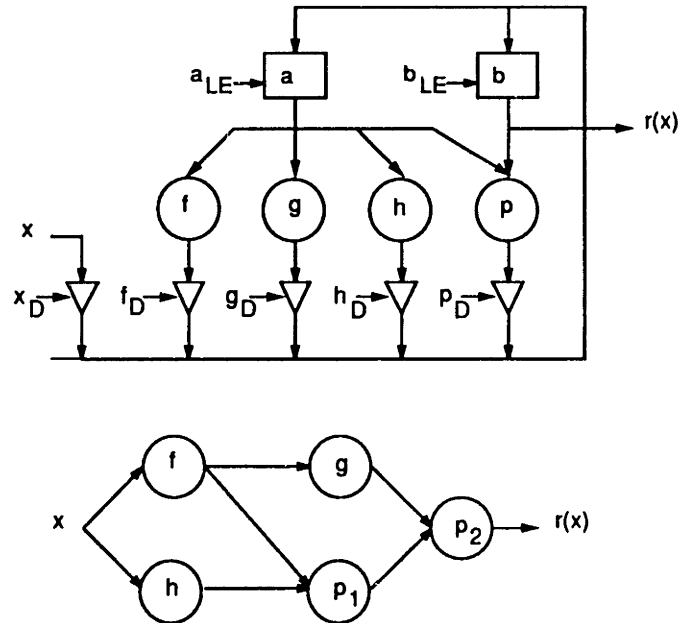 a_LE a b_LE b
r(x)
f g h p
x
x_D f_D g_D h_D p_D
f g
x p_2 r(x)
h p_1